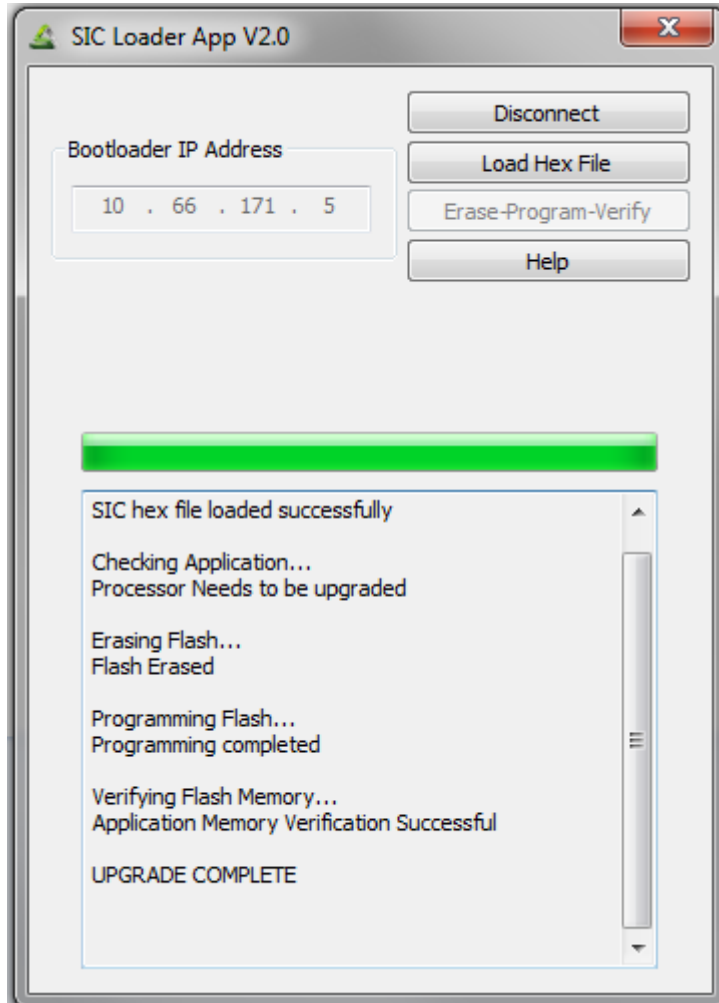 SIC Loader App V2.0
Disconnect
Bootloader IP Address
Load Hex File
10 . 66 . 171 . 5
Erase-Program-Verify
Help
SIC hex file loaded successfully
Checking Application...
Processor Needs to be upgraded
Erasing Flash...
Flash Erased
Programming Flash...
Programming completed
Verifying Flash Memory...
Application Memory Verification Successful
UPGRADE COMPLETE